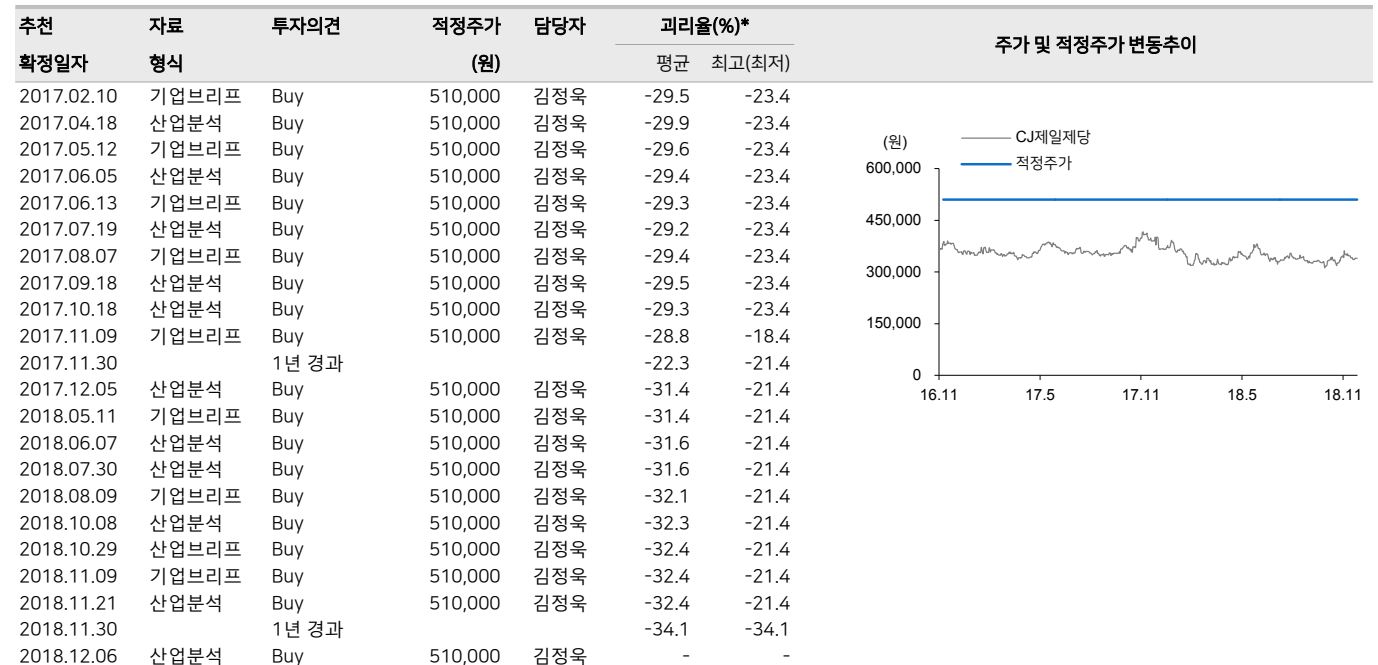 추천 자료 투자의견 적정주가 담당자 괴리율(%)* 주가 및 적정주가 변동추이
확정일자 형식 (원) 평균 최고(최저)
2017.02.10 기업브리프 Buy 510,000 김정욱 -29.5 -23.4
2017.04.18 산업분석 Buy 510,000 김정욱 -29.9 -23.4
2017.05.12 기업브리프 Buy 510,000 김정욱 -29.6 -23.4
2017.06.05 산업분석 Buy 510,000 김정욱 -29.4 -23.4
2017.06.13 기업브리프 Buy 510,000 김정욱 -29.3 -23.4
2017.07.19 산업분석 Buy 510,000 김정욱 -29.2 -23.4
2017.08.07 기업브리프 Buy 510,000 김정욱 -29.4 -23.4
2017.09.18 산업분석 Buy 510,000 김정욱 -29.5 -23.4
2017.10.18 산업분석 Buy 510,000 김정욱 -29.3 -23.4
2017.11.09 기업브리프 Buy 510,000 김정욱 -28.8 -18.4
2017.11.30 1년 경과 -22.3 -21.4
2017.12.05 산업분석 Buy 510,000 김정욱 -31.4 -21.4
2018.05.11 기업브리프 Buy 510,000 김정욱 -31.4 -21.4
2018.06.07 산업분석 Buy 510,000 김정욱 -31.6 -21.4
2018.07.30 산업분석 Buy 510,000 김정욱 -31.6 -21.4
2018.08.09 기업브리프 Buy 510,000 김정욱 -32.1 -21.4
2018.10.08 산업분석 Buy 510,000 김정욱 -32.3 -21.4
2018.10.29 산업브리프 Buy 510,000 김정욱 -32.4 -21.4
2018.11.09 기업브리프 Buy 510,000 김정욱 -32.4 -21.4
2018.11.21 산업분석 Buy 510,000 김정욱 -32.4 -21.4
2018.11.30 1년 경과 -34.1 -34.1
2018.12.06 산업분석 Buy 510,000 김정욱 - -
(원) CJ제일제당
적정주가
600,000
450,000
300,000
150,000
0
16.11 17.5 17.11 18.5 18.11